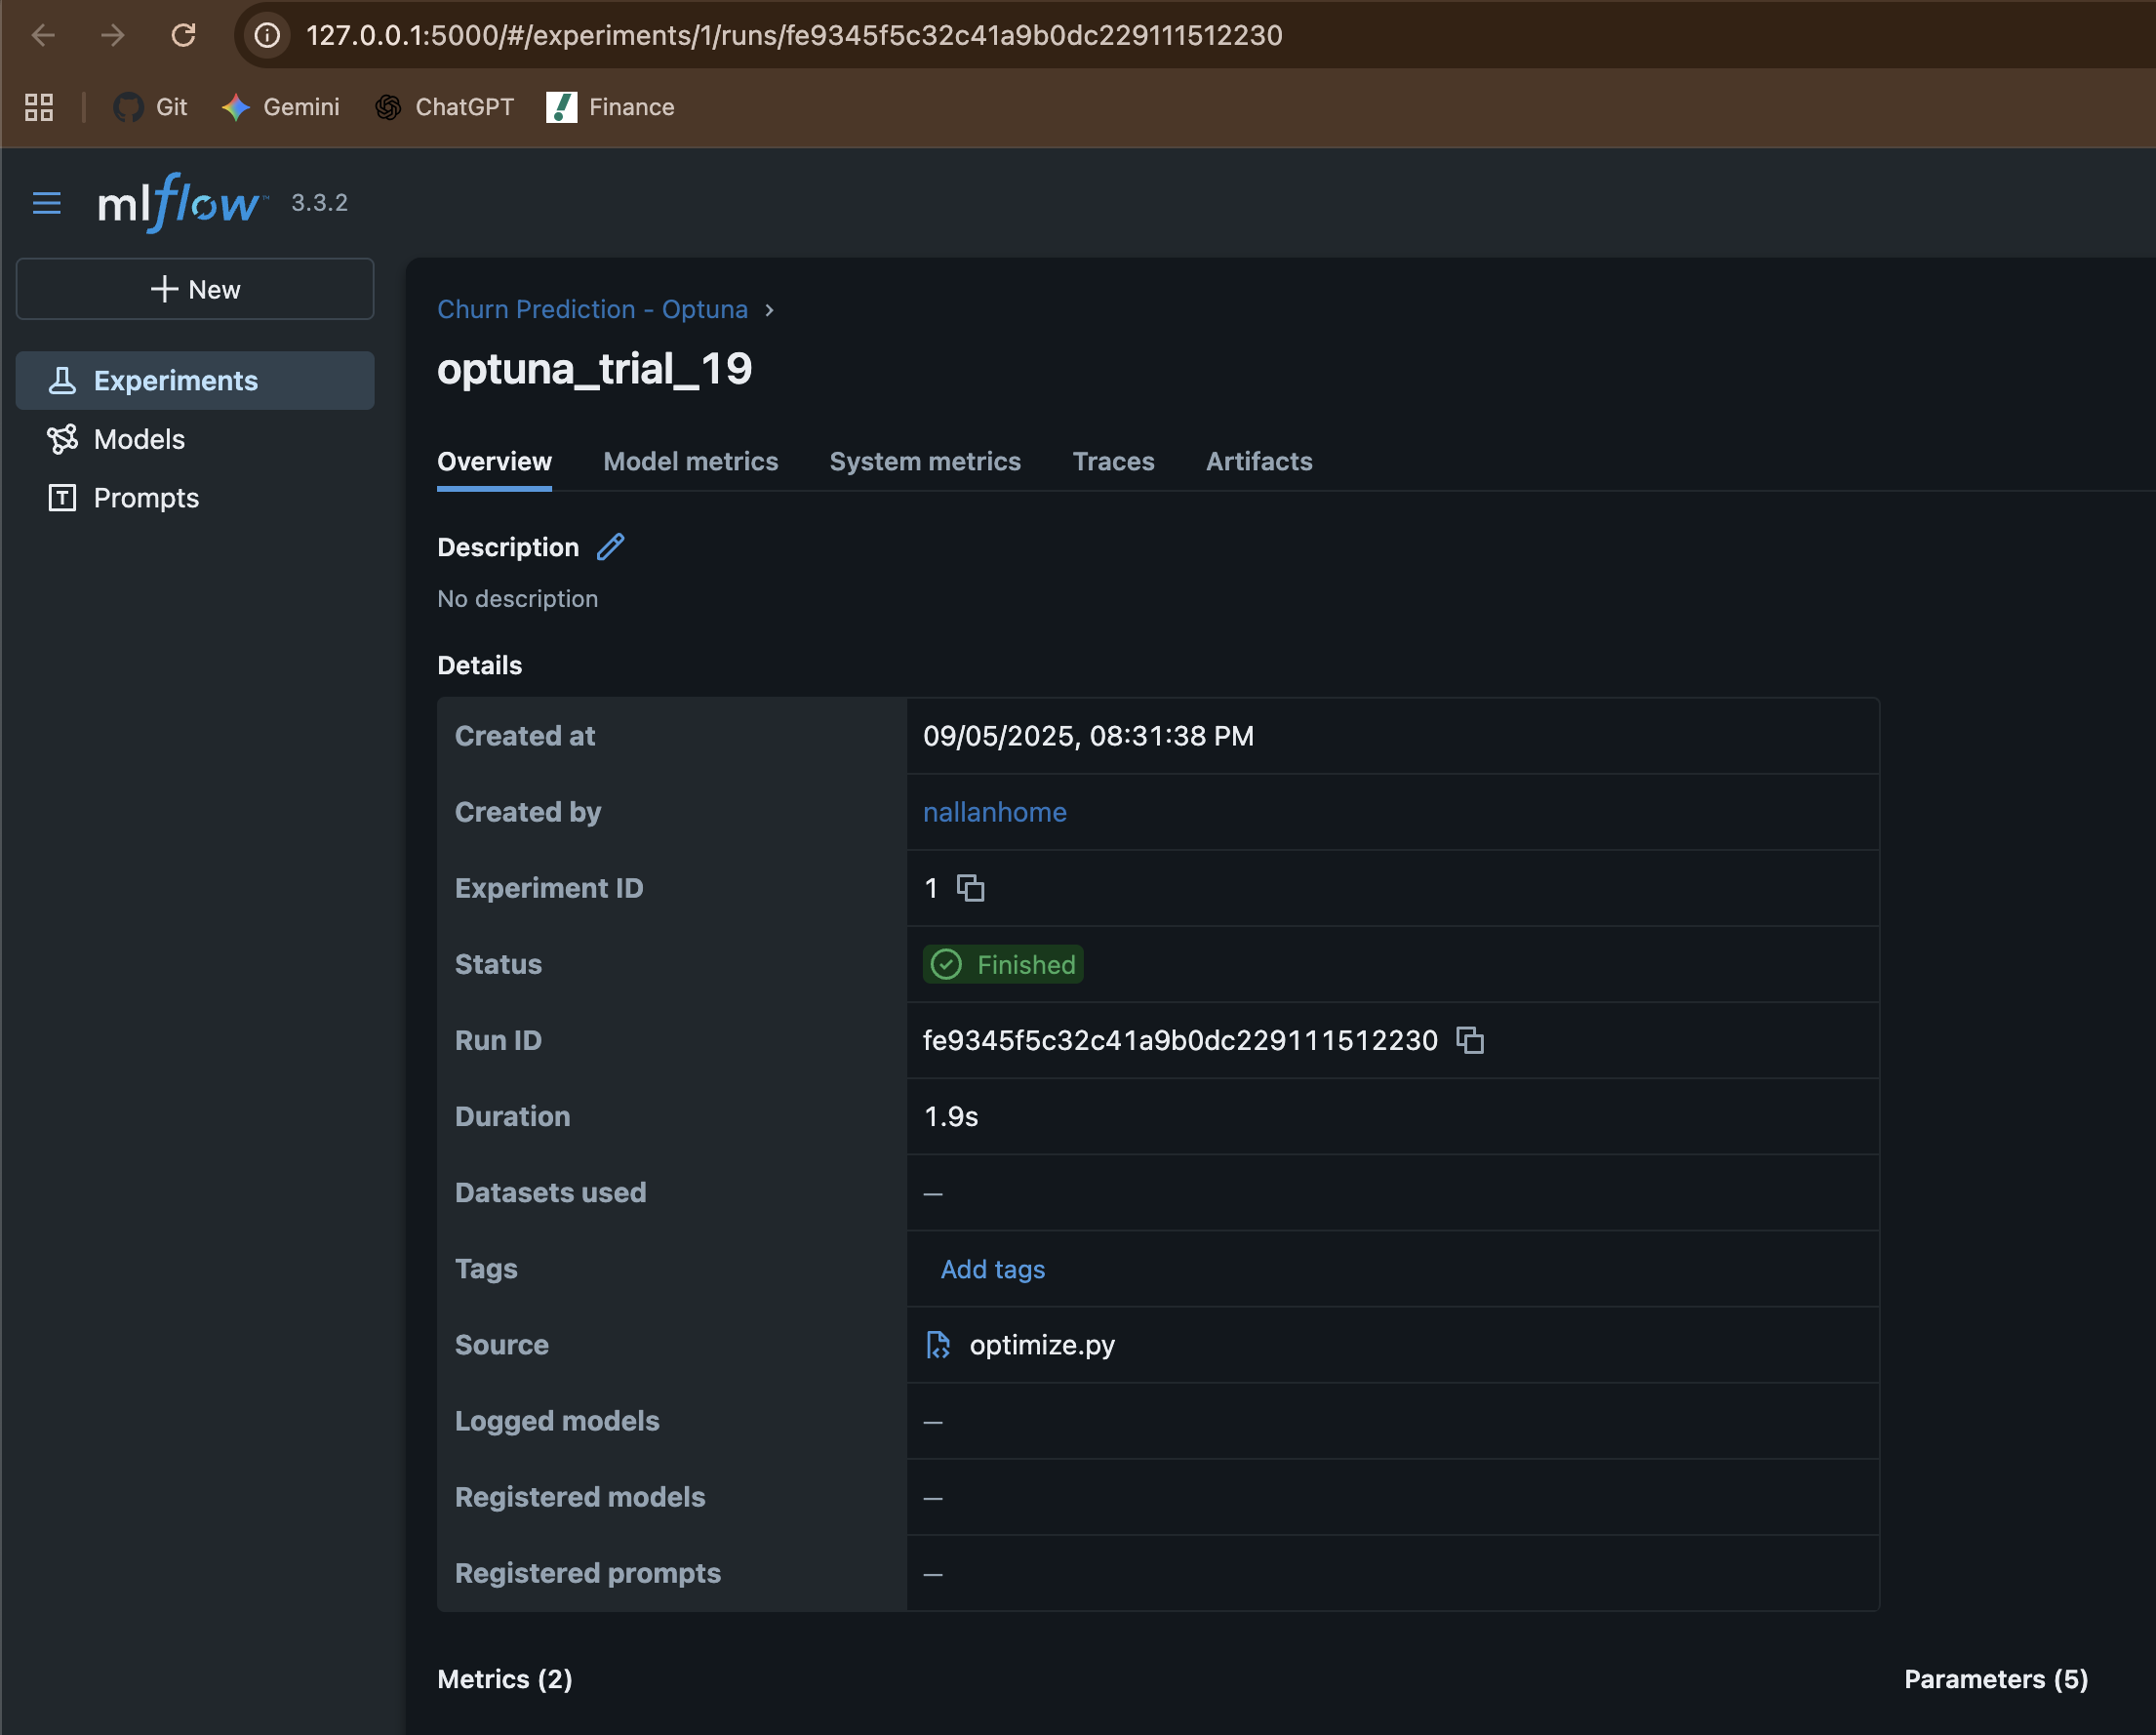 127.0.0.1:5000/#/experiments/1/runs/fe9345f5c32c41a9b0dc229111512230
Git Gemini ChatGPT Finance
mlflow™ 3.3.2
New
Experiments
Models
Prompts
Churn Prediction - Optuna
optuna_trial_19
Overview Model metrics System metrics Traces Artifacts
Description
No description
Details
Created at 09/05/2025, 08:31:38 PM
Created by nallanhome
Experiment ID 1
Status Finished
Run ID fe9345f5c32c41a9b0dc229111512230
Duration 1.9s
Datasets used —
Tags Add tags
Source optimize.py
Logged models —
Registered models —
Registered prompts —
Metrics (2) Parameters (5)